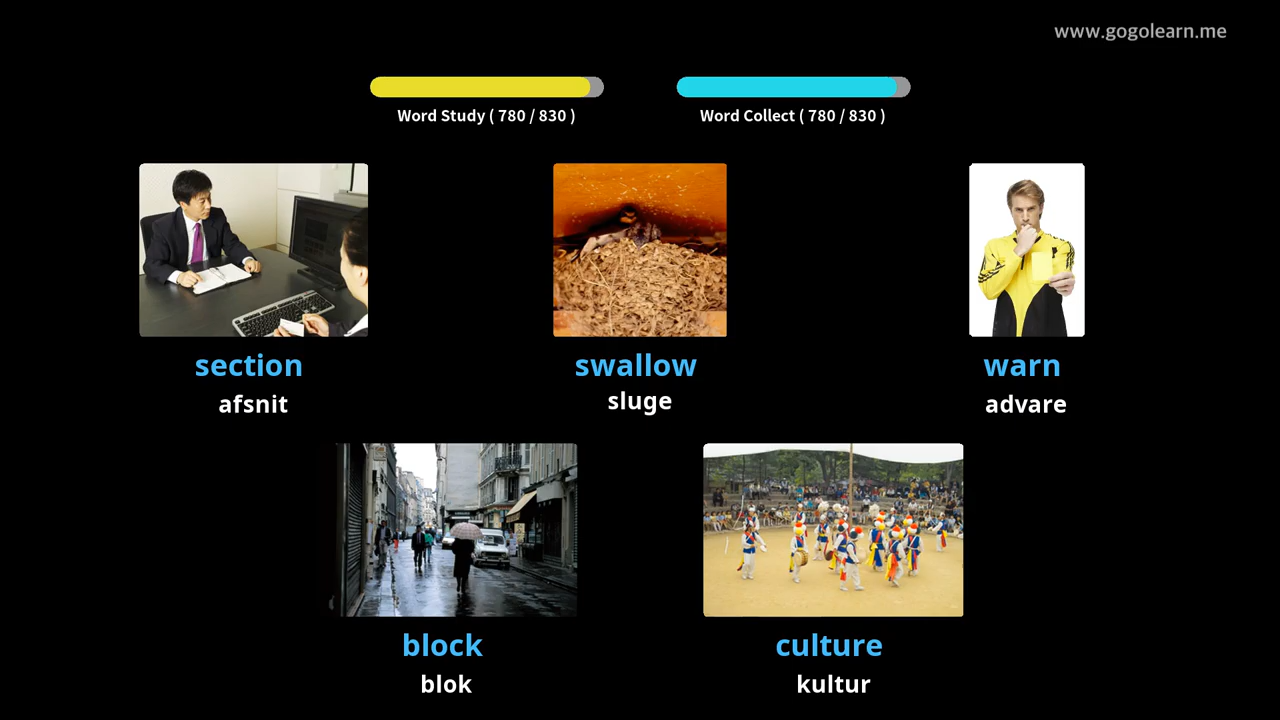 www.gogolearn.me
Word Study ( 780 / 830 )
Word Collect ( 780 / 830 )
section
afsnit
swallow
sluge
warn
advare
block
blok
culture
kultur